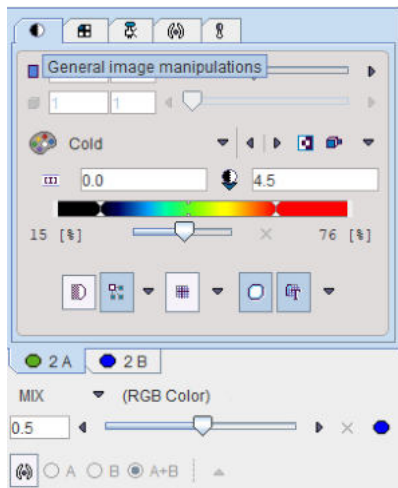 General image manipulations
1 1
Cold
0.0 4.5
15 [%] 76 [%]
2 A 2 B
MIX (RGB Color)
0.5
A B A+B